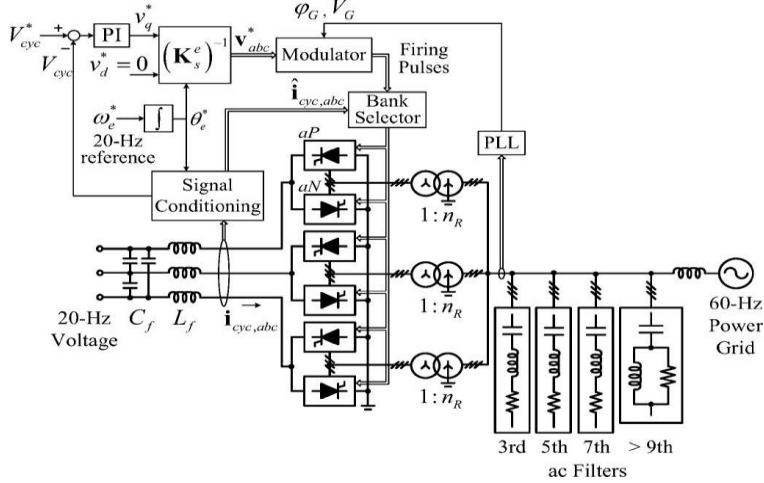 V*cyc
+
−
Vcyc
PI
v*q
v*d = 0
(K^e_s)^−1
v*abc
φG, VG
Modulator
Firing
Pulses
î cyc,abc
Bank
Selector
ω*e
∫
θ*e
20-Hz
reference
PLL
Signal
Conditioning
aP
aN
1:nR
1:nR
1:nR
20-Hz
Voltage
Cf
Lf
i cyc,abc
60-Hz
Power
Grid
3rd
5th
7th
> 9th
ac Filters